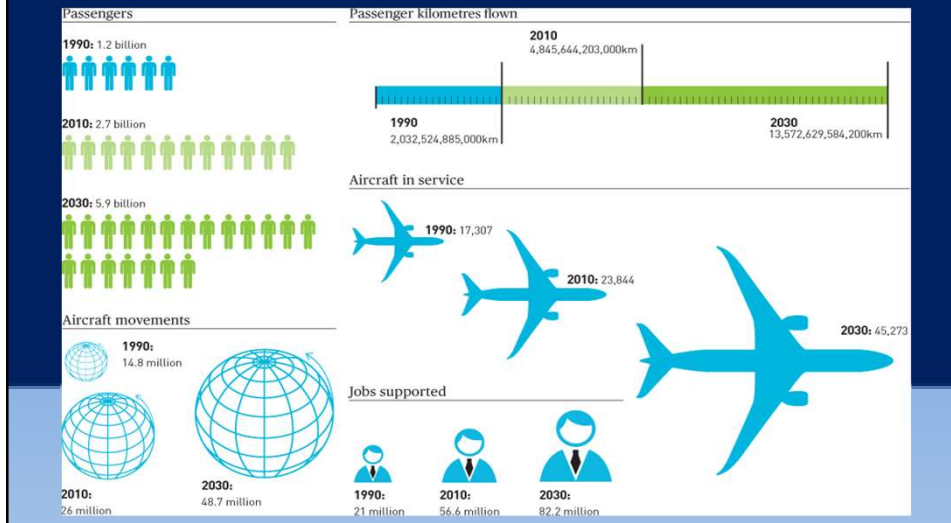 Passengers
1990: 1.2 billion
2010: 2.7 billion
2030: 5.9 billion
Aircraft movements
1990:
14.8 million
2010:
26 million
2030:
48.7 million
Passenger kilometres flown
2010
4,845,644,203,000km
1990
2,032,524,885,000km
2030
13,572,629,584,200km
Aircraft in service
1990: 17,307
2010: 23,844
2030: 45,273
Jobs supported
1990:
21 million
2010:
56.6 million
2030:
82.2 million